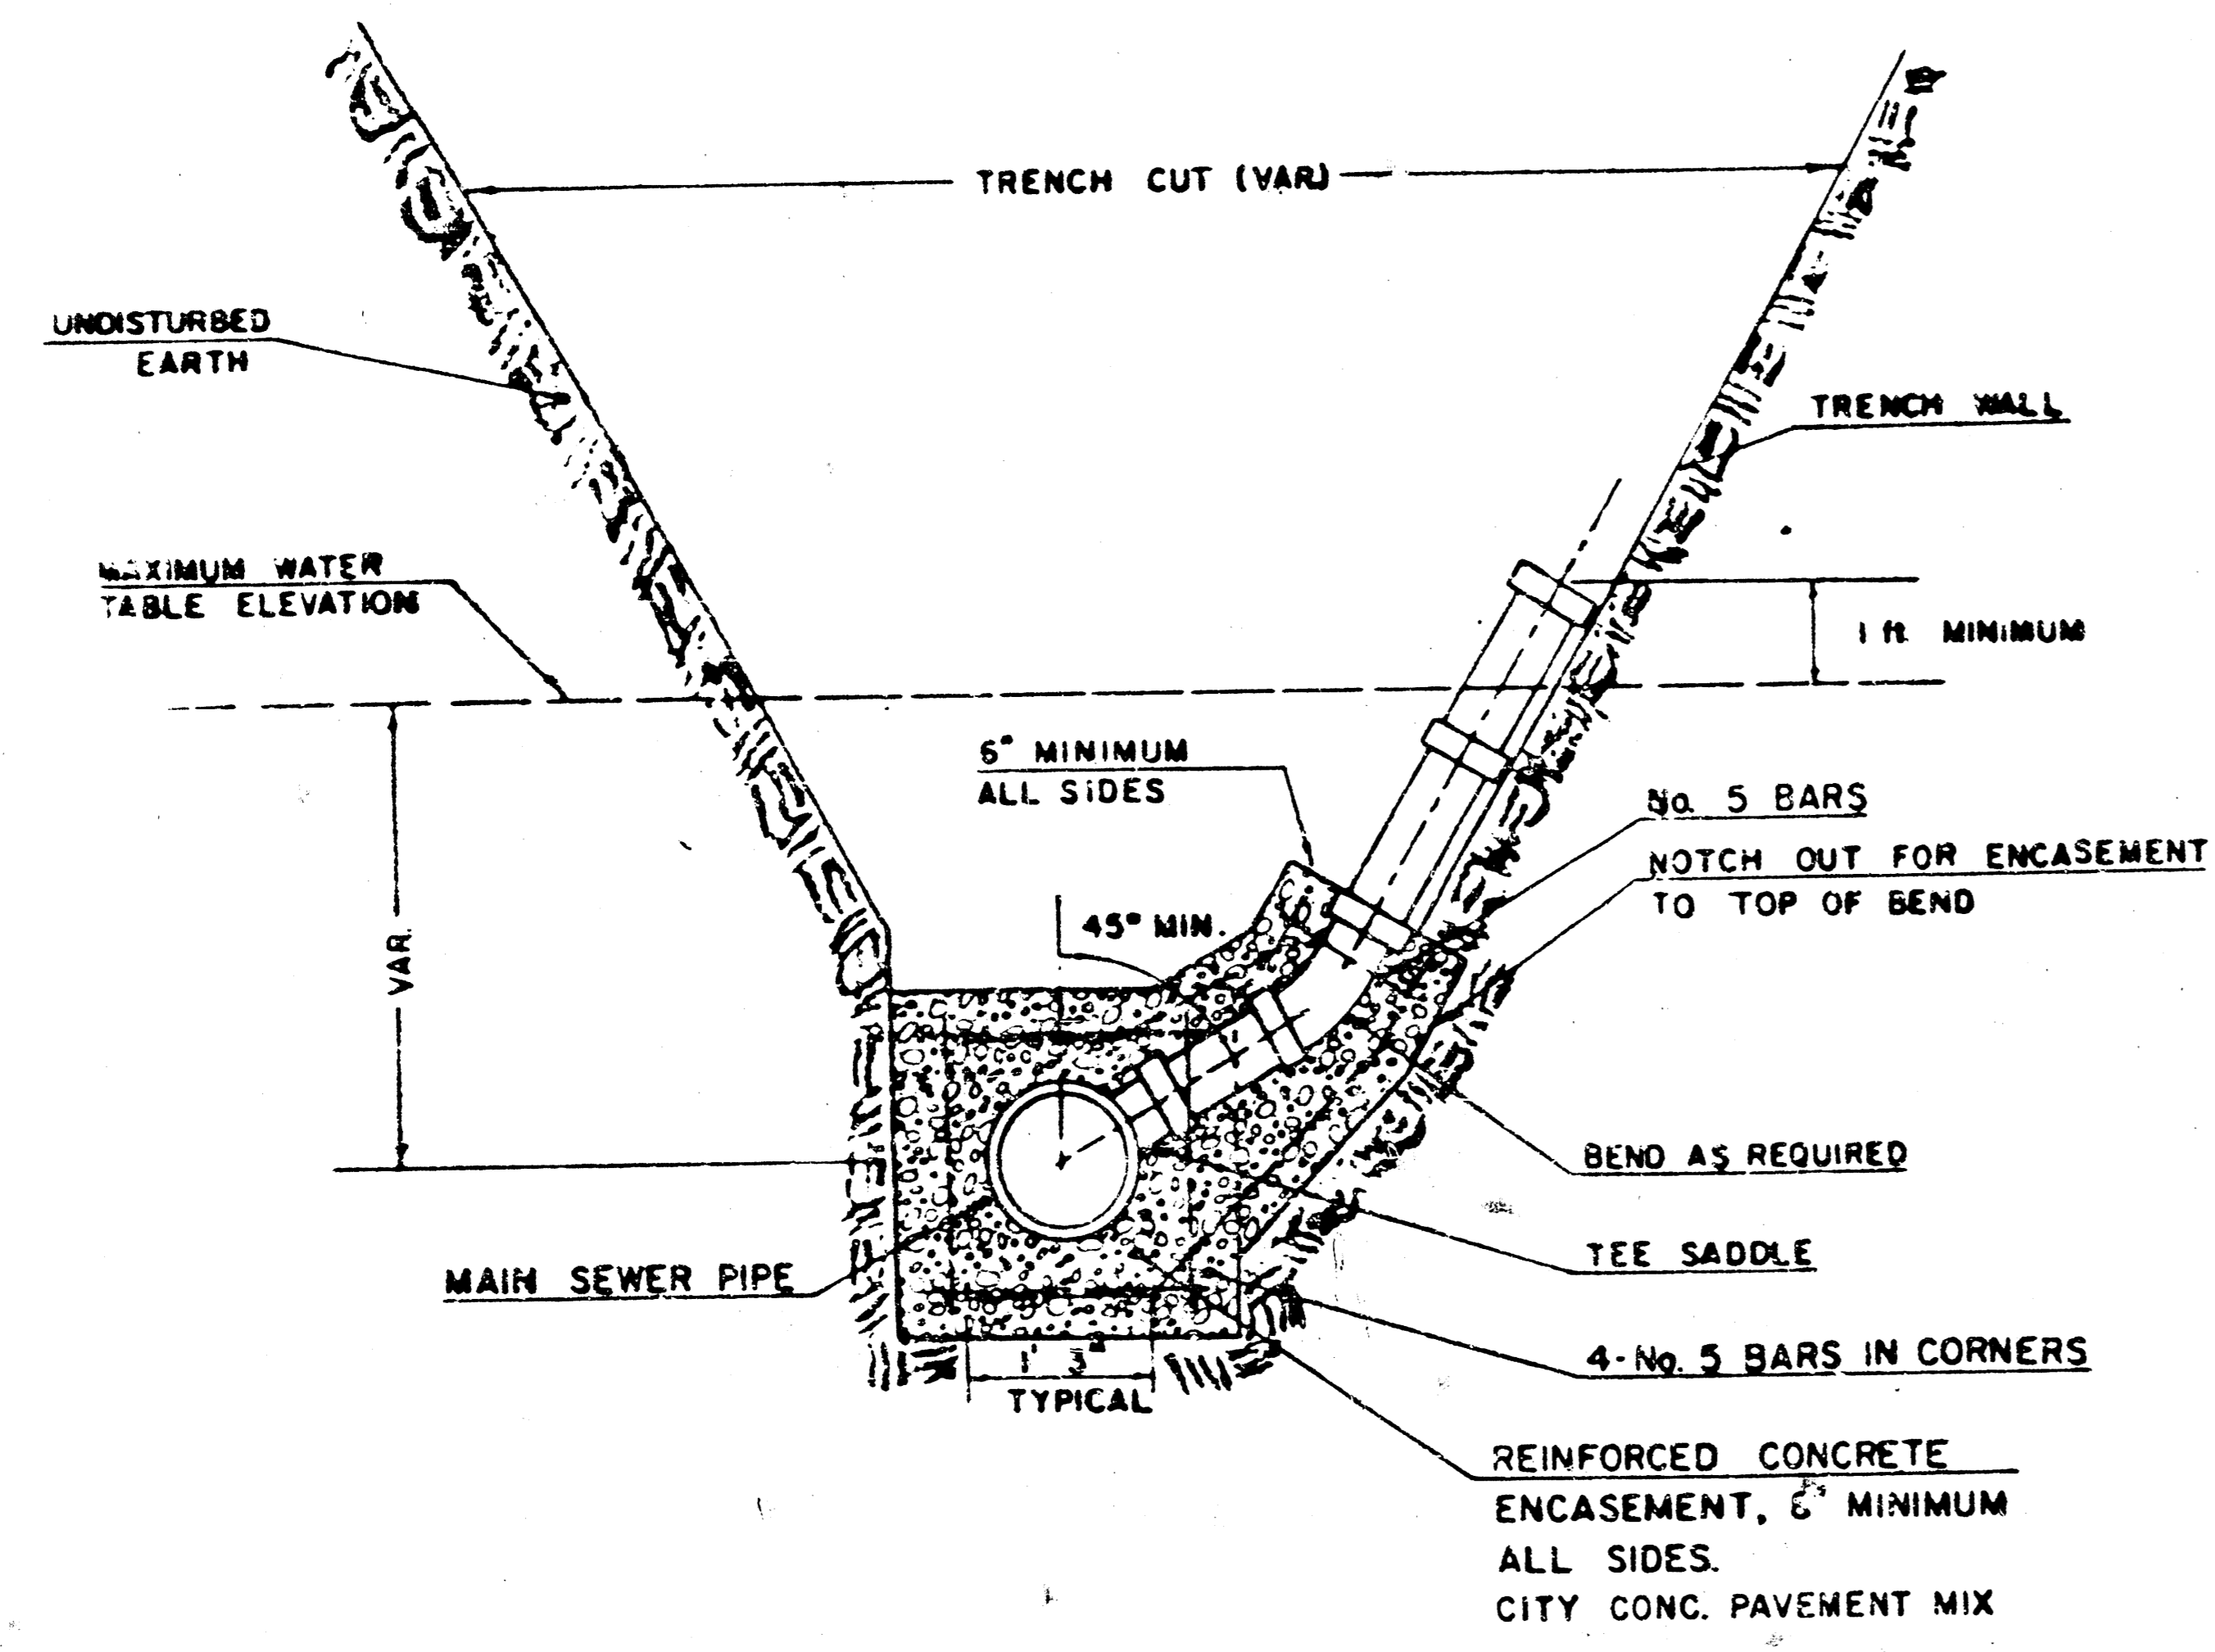 TRENCH CUT (VAR.)
UNDISTURBED
EARTH
TRENCH WALL
MAXIMUM WATER
TABLE ELEVATION
1 ft. MINIMUM
6" MINIMUM
ALL SIDES
No. 5 BARS
NOTCH OUT FOR ENCASEMENT
TO TOP OF BEND
45° MIN.
VAR.
BEND AS REQUIRED
TEE SADDLE
MAIN SEWER PIPE
4-No. 5 BARS IN CORNERS
1' 3"
TYPICAL
REINFORCED CONCRETE
ENCASEMENT, MINIMUM
ALL SIDES.
CITY CONC. PAVEMENT MIX